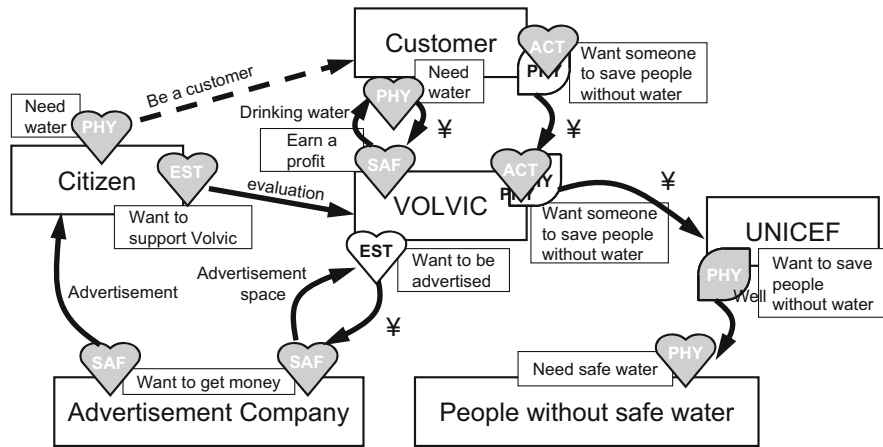 Customer
ACT
PHY
Want someone
to save people
without water
Be a customer
Need
water
PHY
Need
water
PHY
Drinking water
¥
¥
Earn a
profit
SAF
Citizen
EST
evaluation
Want to
support Volvic
VOLVIC
ACT
PHY
PHY
Want someone
to save people
without water
¥
UNICEF
PHY
Well
Want to save
people
without water
EST
Want to be
advertised
Advertisement
space
¥
Advertisement
SAF
Want to get money
SAF
Advertisement Company
Need safe water
PHY
People without safe water